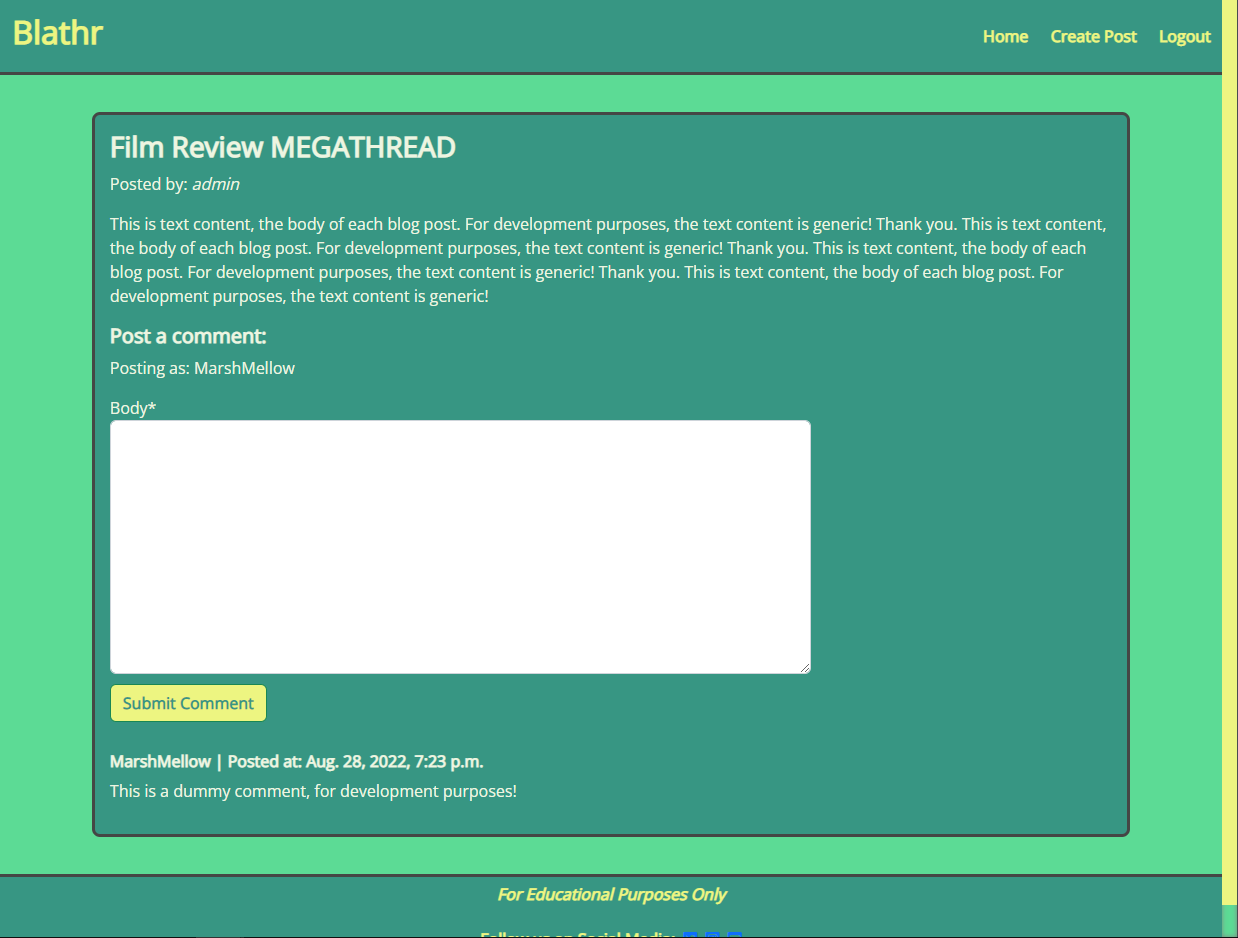 Blathr
Home Create Post Logout
Film Review MEGATHREAD
Posted by: admin
This is text content, the body of each blog post. For development purposes, the text content is generic! Thank you. This is text content,
the body of each blog post. For development purposes, the text content is generic! Thank you. This is text content, the body of each
blog post. For development purposes, the text content is generic! Thank you. This is text content, the body of each blog post. For
development purposes, the text content is generic!
Post a comment:
Posting as: MarshMellow
Body*
Submit Comment
MarshMellow | Posted at: Aug. 28, 2022, 7:23 p.m.
This is a dummy comment, for development purposes!
For Educational Purposes Only
Follow us on Social Media: